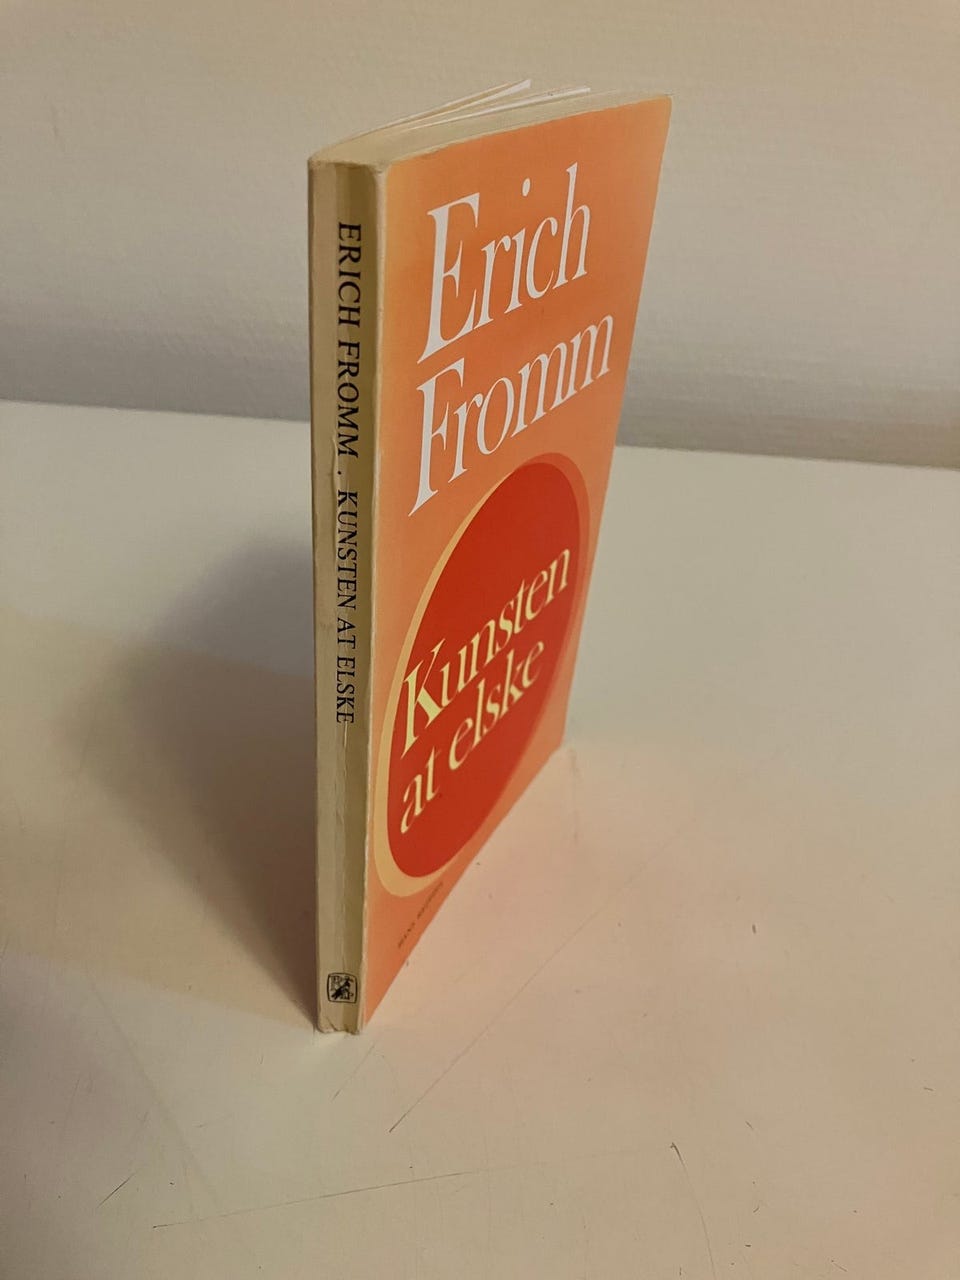 ERICH FROMM . KUNSTEN AT ELSKE
Erich
Fromm
Kunsten
at elske